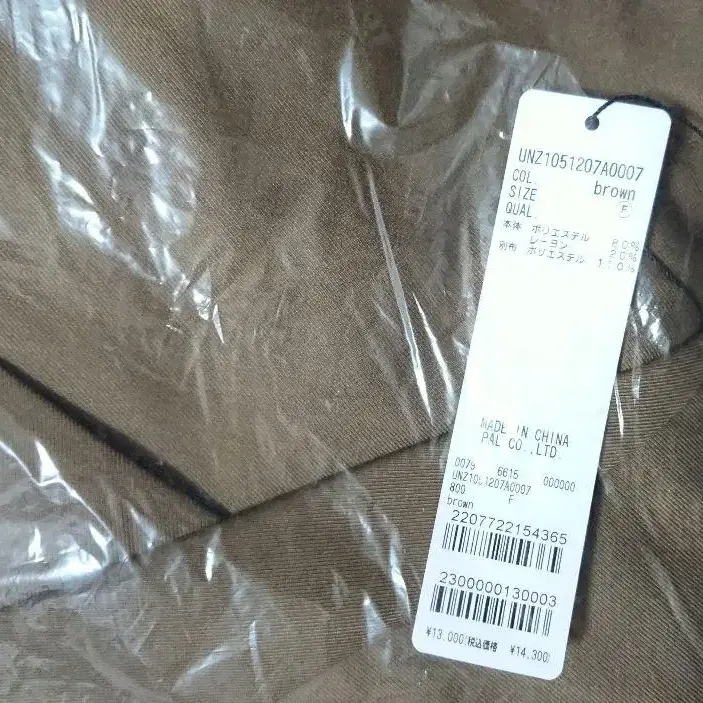 UNZ1051207A0007
COL. brown
SIZE F
QUAL.
本体 ポリエステル 80%
レーヨン 20%
別布 ポリエステル 100%
MADE IN CHINA
PAL CO.,LTD.
0079 6615 000000
UNZ1051207A0007
800 F
brown
2207722154365
2300000130003
¥13,000 税込価格 ¥14,300